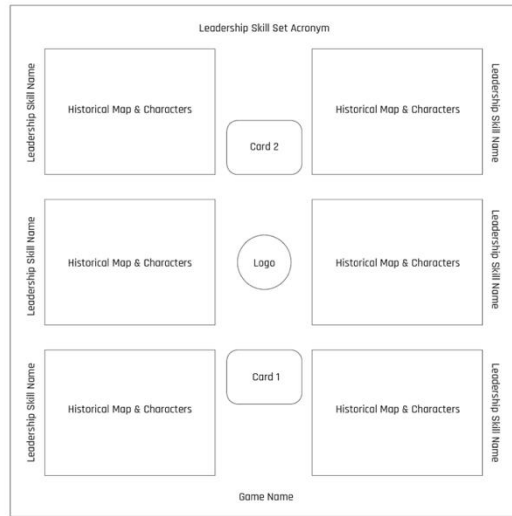 Leadership Skill Set Acronym
Leadership Skill Name
Historical Map & Characters
Historical Map & Characters
Leadership Skill Name
Card 2
Leadership Skill Name
Historical Map & Characters
Logo
Historical Map & Characters
Leadership Skill Name
Leadership Skill Name
Historical Map & Characters
Card 1
Historical Map & Characters
Leadership Skill Name
Game Name